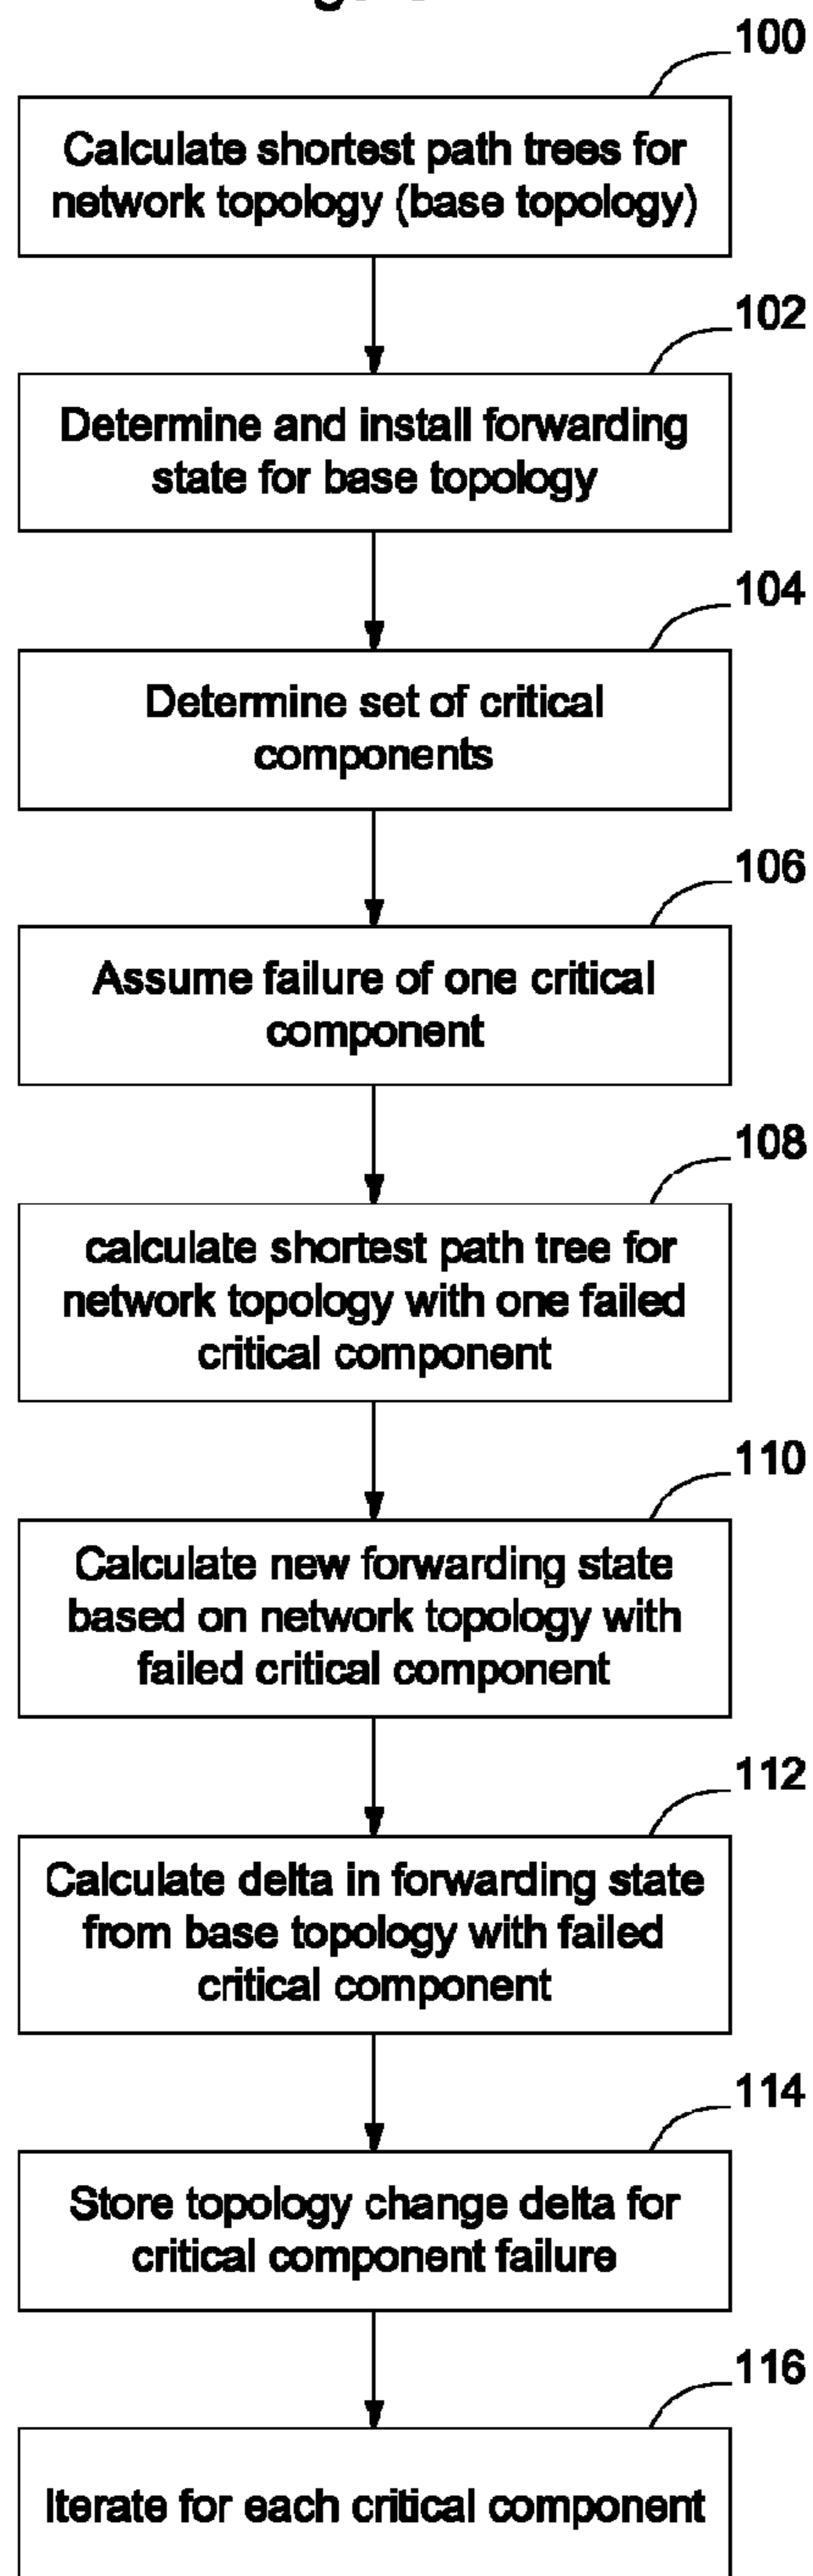 100
Calculate shortest path trees for
network topology (base topology)
102
Determine and install forwarding
state for base topology
104
Determine set of critical
components
106
Assume failure of one critical
component
108
calculate shortest path tree for
network topology with one failed
critical component
110
Calculate new forwarding state
based on network topology with
failed critical component
112
Calculate delta in forwarding state
from base topology with failed
critical component
114
Store topology change delta for
critical component failure
116
Iterate for each critical component